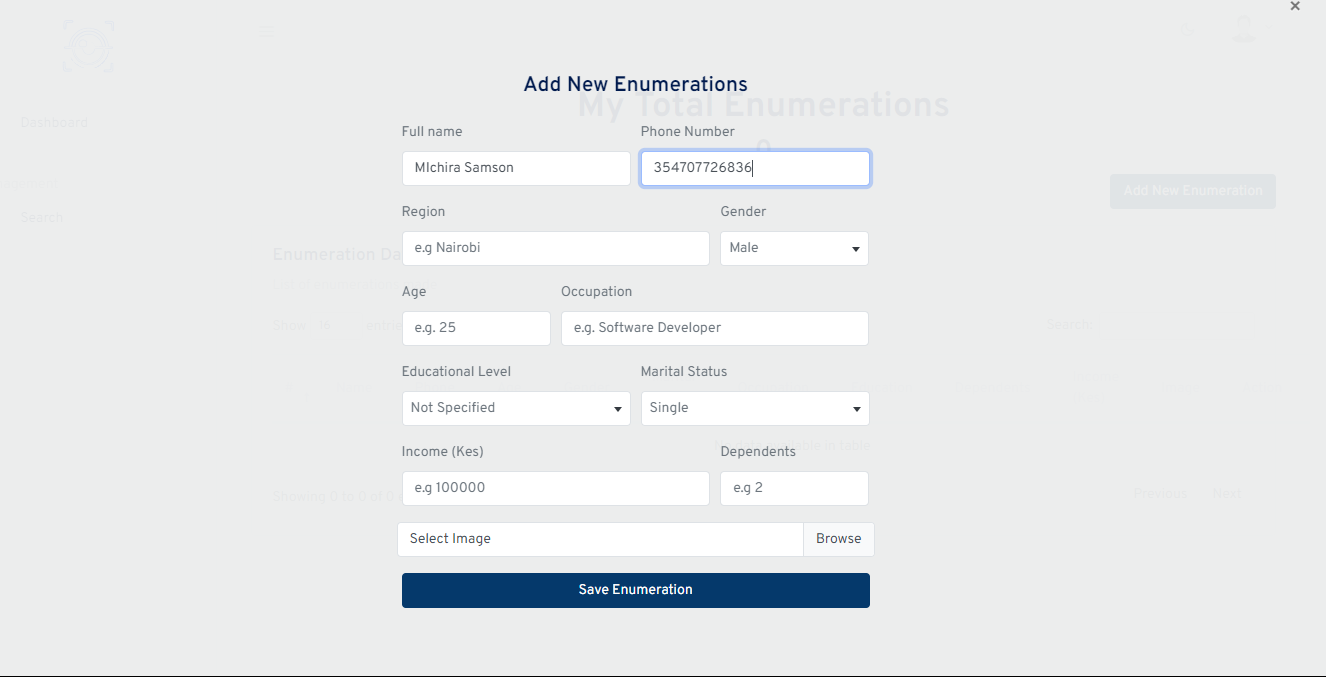 ×
Add New Enumerations
My Total Enumerations
0
Dashboard
Full name
Phone Number
MIchira Samson
354707726836
Add New Enumeration
Search
Region
Gender
e.g Nairobi
Male
Enumeration Da
Age
Occupation
Show 16 entr
Search:
e.g. 25
e.g. Software Developer
Educational Level
Marital Status
Not Specified
Single
Income (Kes)
Dependents
e.g 100000
e.g 2
Showing 0 to 0 of 0
Previous Next
Select Image
Browse
Save Enumeration